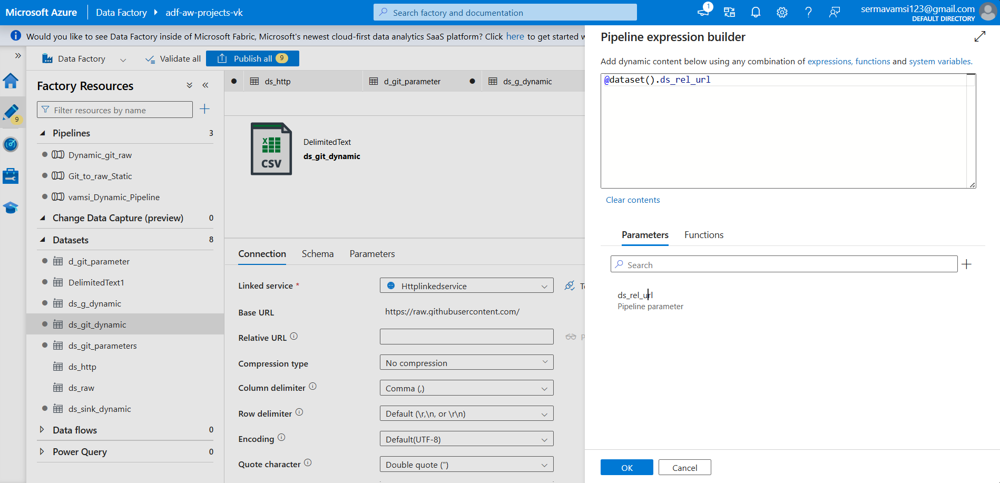 Microsoft Azure
Data Factory
adf-aw-projects-vk
Search factory and documentation
1
sermavamsi123@gmail.com
DEFAULT DIRECTORY
Would you like to see Data Factory inside of Microsoft Fabric, Microsoft's newest cloud-first data analytics SaaS platform? Click here to get started
Data Factory
Validate all
Publish all
9
9
Factory Resources
Filter resources by name
Pipelines
3
Dynamic_git_raw
Git_to_raw_Static
vamsi_Dynamic_Pipeline
Change Data Capture (preview)
0
Datasets
8
d_git_parameter
DelimitedText1
ds_g_dynamic
ds_git_dynamic
ds_git_parameters
ds_http
ds_raw
ds_sink_dynamic
Data flows
0
Power Query
0
ds_http
d_git_parameter
ds_g_dynamic
X
CSV
DelimitedText
ds_git_dynamic
Connection
Schema
Parameters
Linked service *
Httplinkedservice
Base URL
https://raw.githubusercontent.com/
Relative URL
Compression type
No compression
Column delimiter
Comma (,)
Row delimiter
Default (\r,\n, or \r\n)
Encoding
Default(UTF-8)
Quote character
Double quote (")
Pipeline expression builder
Add dynamic content below using any combination of expressions, functions and system variables.
@dataset().ds_rel_url
Clear contents
Parameters
Functions
Search
ds_rel_url
Pipeline parameter
OK
Cancel